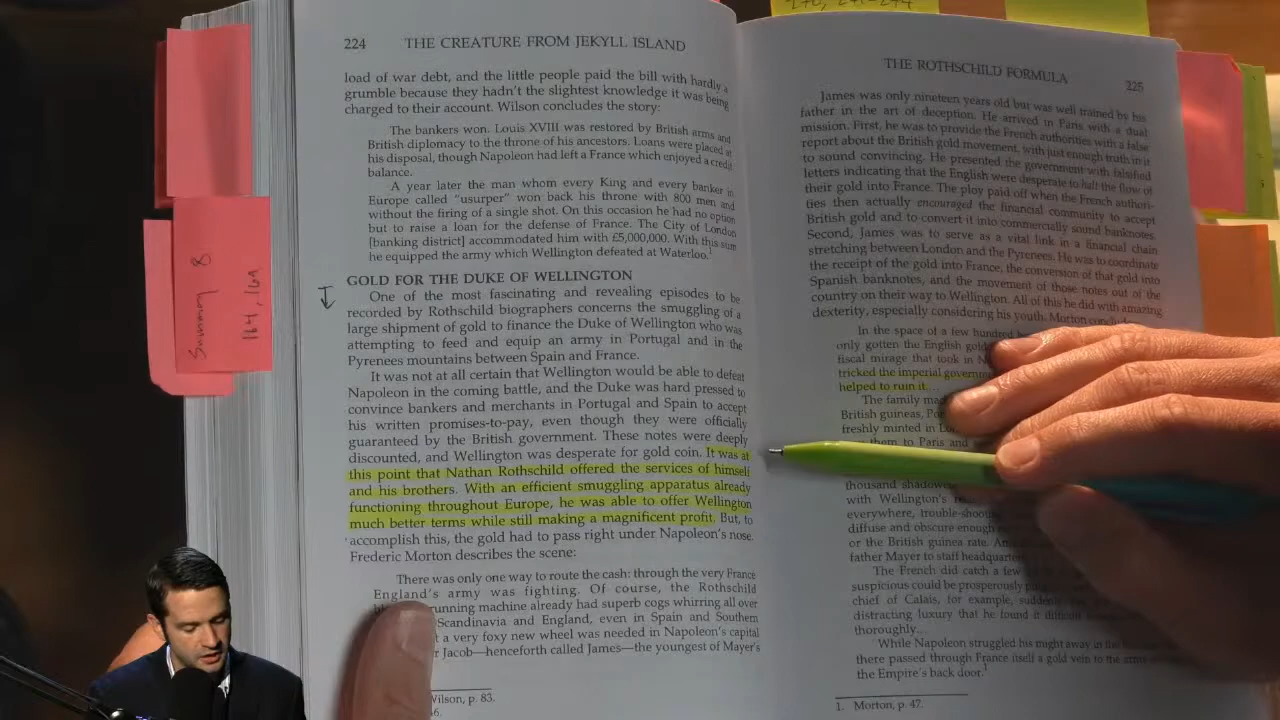 170, 241-244
224 THE CREATURE FROM JEKYLL ISLAND
load of war debt, and the little people paid the bill with hardly a
grumble because they hadn't the slightest knowledge it was being
charged to their account. Wilson concludes the story:
The bankers won. Louis XVIII was restored by British arms and
British diplomacy to the throne of his ancestors. Loans were placed at
his disposal, though Napoleon had left a France which enjoyed a credit
balance.
A year later the man whom every King and every banker in
Europe called "usurper" won back his throne with 800 men and
without the firing of a single shot. On this occasion he had no option
but to raise a loan for the defense of France. The City of London
[banking district] accommodated him with £5,000,000. With this sum
he equipped the army which Wellington defeated at Waterloo.1
GOLD FOR THE DUKE OF WELLINGTON
One of the most fascinating and revealing episodes to be
recorded by Rothschild biographers concerns the smuggling of a
large shipment of gold to finance the Duke of Wellington who was
attempting to feed and equip an army in Portugal and in the
Pyrenees mountains between Spain and France.
It was not at all certain that Wellington would be able to defeat
Napoleon in the coming battle, and the Duke was hard pressed to
convince bankers and merchants in Portugal and Spain to accept
his written promises-to-pay, even though they were officially
guaranteed by the British government. These notes were deeply
discounted, and Wellington was desperate for gold coin. It was at
this point that Nathan Rothschild offered the services of himself
and his brothers. With an efficient smuggling apparatus already
functioning throughout Europe, he was able to offer Wellington
much better terms while still making a magnificent profit. But, to
accomplish this, the gold had to pass right under Napoleon's nose.
Frederic Morton describes the scene:
There was only one way to route the cash: through the very France
England's army was fighting. Of course, the Rothschild
running machine already had superb cogs whirring all over
Scandinavia and England, even in Spain and Southern
a very foxy new wheel was needed in Napoleon's capital
Jacob—henceforth called James—the youngest of Mayer's
Wilson, p. 83.
Summary 8
164, 169
THE ROTHSCHILD FORMULA 225
James was only nineteen years old but was well trained by his
father in the art of deception. He arrived in Paris with a dual
mission. First, he was to provide the French authorities with a false
report about the British gold movement, with just enough truth in it
to sound convincing. He presented the government with falsified
letters indicating that the English were desperate to halt the flow of
their gold into France. The ploy paid off when the French authori-
ties then actually encouraged the financial community to accept
British gold and to convert it into commercially sound banknotes.
Second, James was to serve as a vital link in a financial chain
stretching between London and the Pyrenees. He was to coordinate
the receipt of the gold into France, the conversion of that gold into
Spanish banknotes, and the movement of those notes out of the
country on their way to Wellington. All of this he did with amazing
dexterity, especially considering his youth. Morton concludes:
In the space of a few hundred
only gotten the English gold
fiscal mirage that took in
tricked the imperial
helped to ruin it...
The family
British guineas,
freshly minted in
them to Paris and
thousand
with Wellington's
everywhere,
diffuse and obscure enough
or the British guinea rate.
father Mayer to staff
The French did catch a few
suspicious could be prosperously
chief of Calais, for example,
distracting luxury that he found it difficult
thoroughly...
While Napoleon struggled his might away in the
there passed through France itself a gold vein to the
the Empire's back door.1
1. Morton, p. 47.